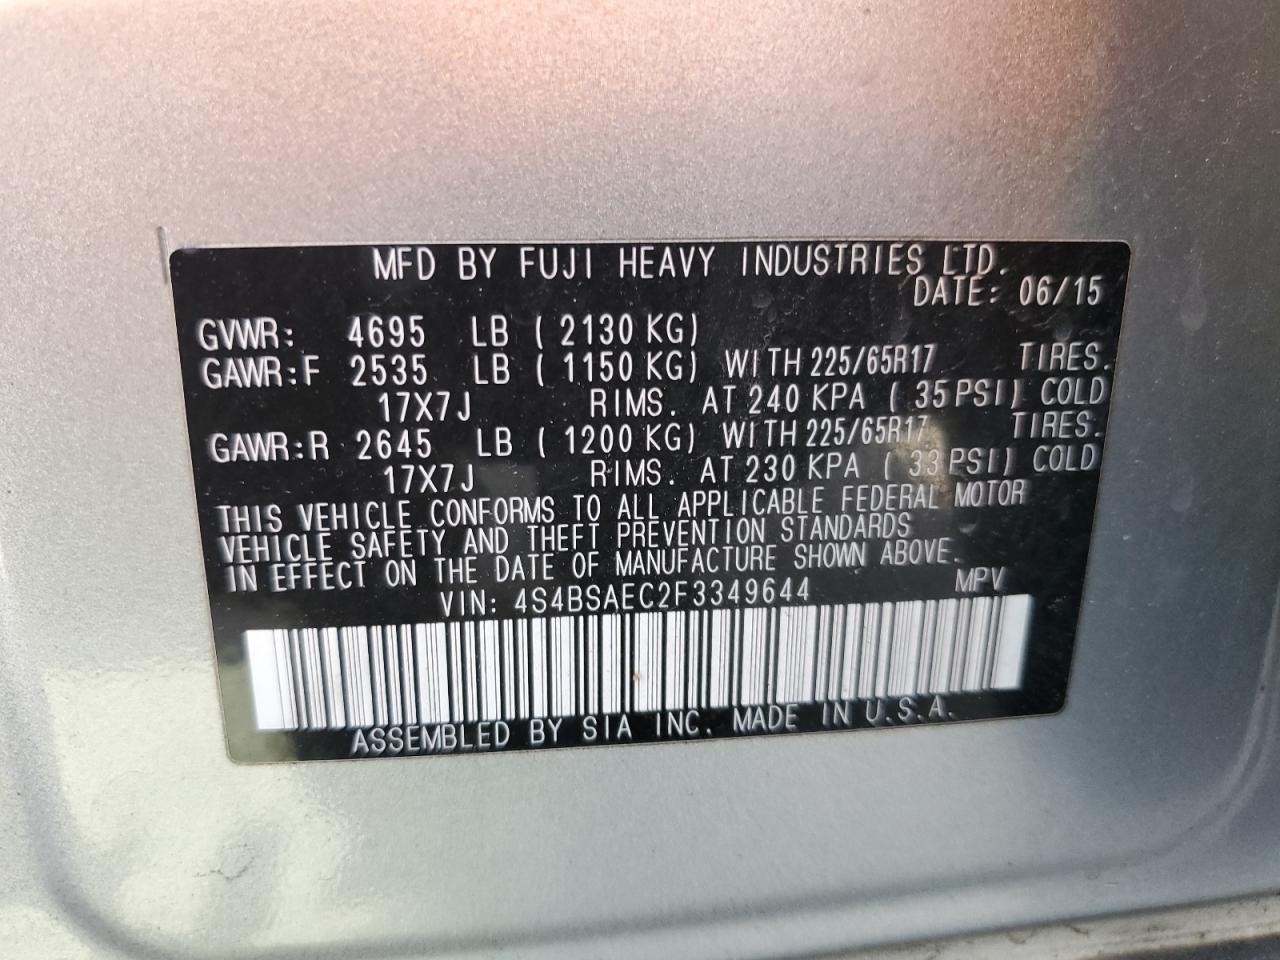 MFD BY FUJI HEAVY INDUSTRIES LTD.
DATE: 06/15
GVWR: 4695 LB ( 2130 KG)
GAWR:F 2535 LB ( 1150 KG) WITH 225/65R17 TIRES.
17X7J RIMS. AT 240 KPA ( 35 PSI) COLD
GAWR:R 2645 LB ( 1200 KG) WITH 225/65R17 TIRES.
17X7J RIMS. AT 230 KPA ( 33 PSI) COLD
THIS VEHICLE CONFORMS TO ALL APPLICABLE FEDERAL MOTOR
VEHICLE SAFETY AND THEFT PREVENTION STANDARDS
IN EFFECT ON THE DATE OF MANUFACTURE SHOWN ABOVE.
VIN: 4S4BSAEC2F3349644 MPV
ASSEMBLED BY SIA INC. MADE IN U.S.A.